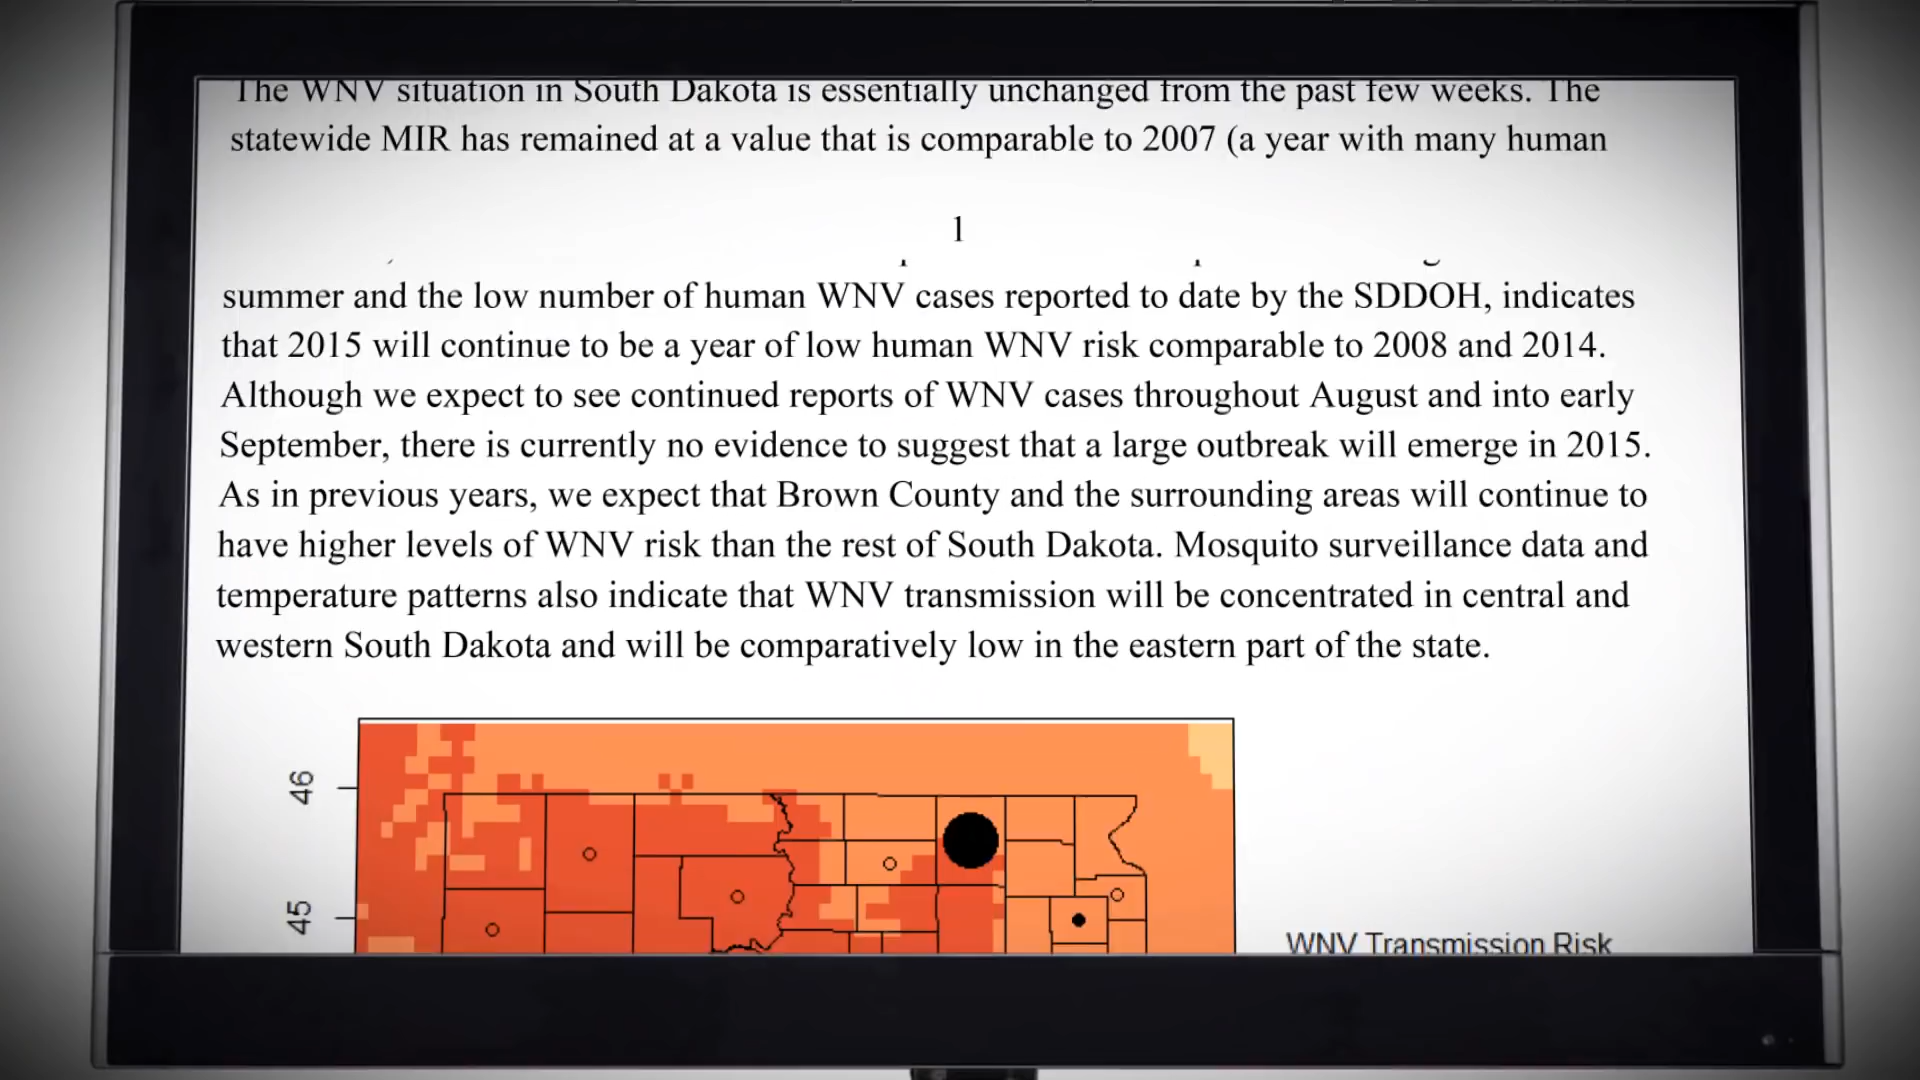 The WNV situation in South Dakota is essentially unchanged from the past few weeks. The
statewide MIR has remained at a value that is comparable to 2007 (a year with many human
1
summer and the low number of human WNV cases reported to date by the SDDOH, indicates
that 2015 will continue to be a year of low human WNV risk comparable to 2008 and 2014.
Although we expect to see continued reports of WNV cases throughout August and into early
September, there is currently no evidence to suggest that a large outbreak will emerge in 2015.
As in previous years, we expect that Brown County and the surrounding areas will continue to
have higher levels of WNV risk than the rest of South Dakota. Mosquito surveillance data and
temperature patterns also indicate that WNV transmission will be concentrated in central and
western South Dakota and will be comparatively low in the eastern part of the state.
46
45
WNV Transmission Risk